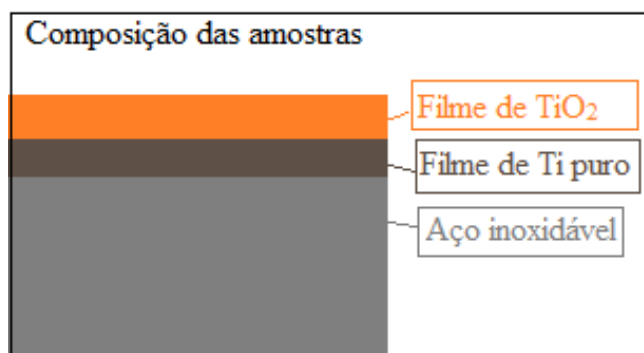 Composição das amostras
Filme de TiO₂
Filme de Ti puro
Aço inoxidável